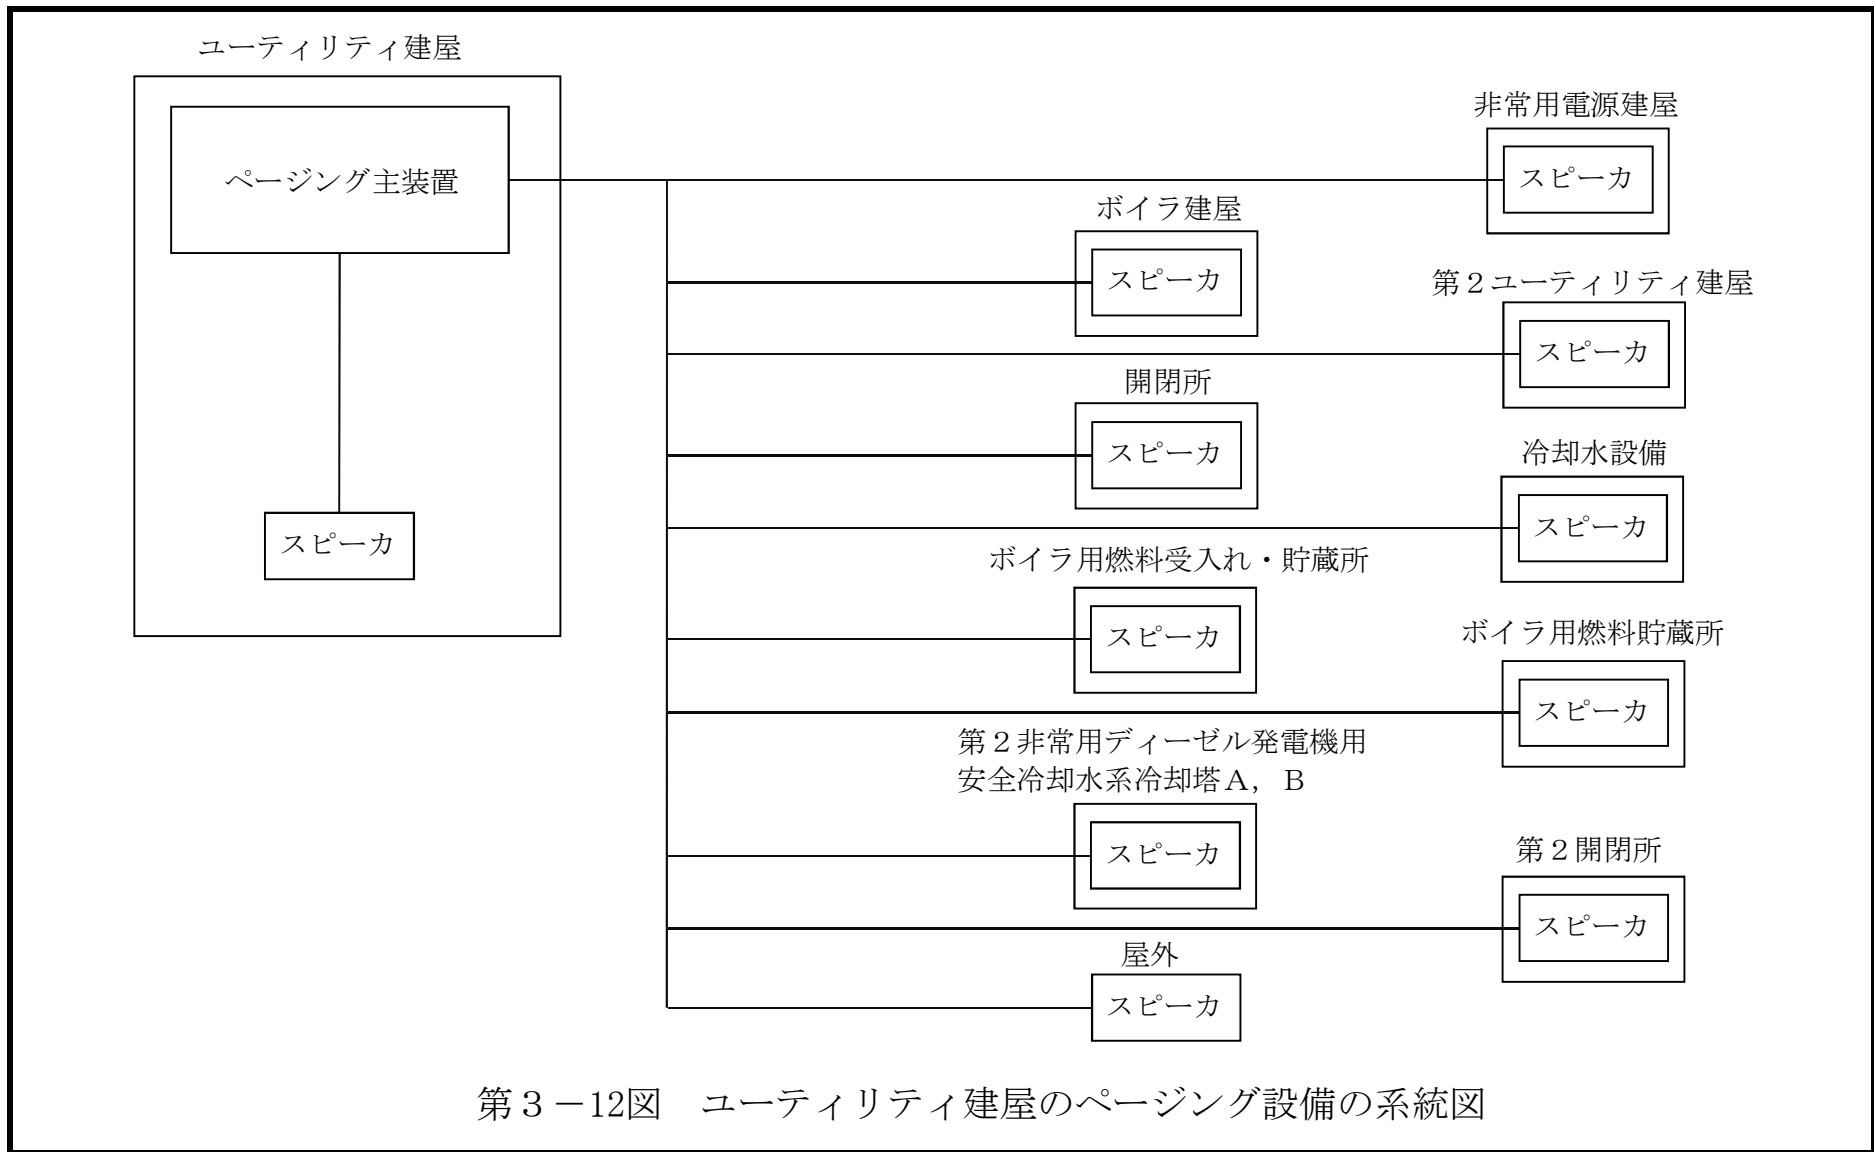 ユーティリティ建屋
ページング主装置
スピーカ
非常用電源建屋
スピーカ
ボイラ建屋
スピーカ
第２ユーティリティ建屋
スピーカ
開閉所
スピーカ
冷却水設備
スピーカ
ボイラ用燃料受入れ・貯蔵所
スピーカ
ボイラ用燃料貯蔵所
スピーカ
第２非常用ディーゼル発電機用
安全冷却水系冷却塔Ａ，Ｂ
スピーカ
第２開閉所
スピーカ
屋外
スピーカ
第３－12図　ユーティリティ建屋のページング設備の系統図